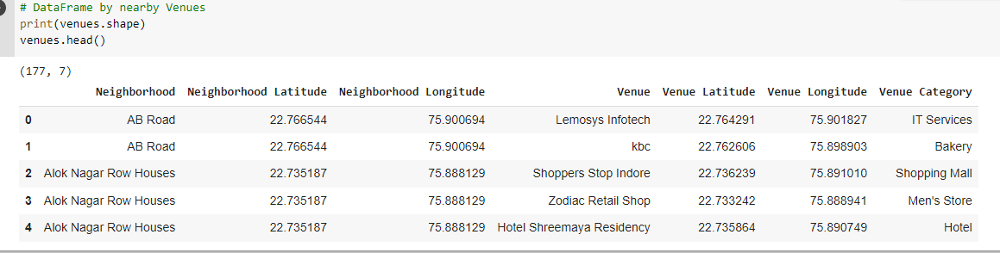 # DataFrame by nearby Venues
print(venues.shape)
venues.head()
(177, 7)
Neighborhood Neighborhood Latitude Neighborhood Longitude Venue Venue Latitude Venue Longitude Venue Category
0 AB Road 22.766544 75.900694 Lemosys Infotech 22.764291 75.901827 IT Services
1 AB Road 22.766544 75.900694 kbc 22.762606 75.898903 Bakery
2 Alok Nagar Row Houses 22.735187 75.888129 Shoppers Stop Indore 22.736239 75.891010 Shopping Mall
3 Alok Nagar Row Houses 22.735187 75.888129 Zodiac Retail Shop 22.733242 75.888941 Men's Store
4 Alok Nagar Row Houses 22.735187 75.888129 Hotel Shreemaya Residency 22.735864 75.890749 Hotel